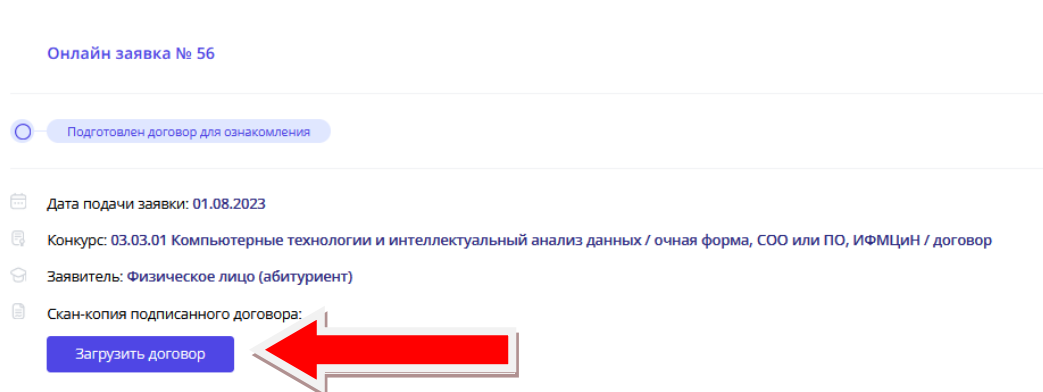 Онлайн заявка № 56
Подготовлен договор для ознакомления
Дата подачи заявки: 01.08.2023
Конкурс: 03.03.01 Компьютерные технологии и интеллектуальный анализ данных / очная форма, СОО или ПО, ИФМЦиН / договор
Заявитель: Физическое лицо (абитуриент)
Скан-копия подписанного договора:
Загрузить договор